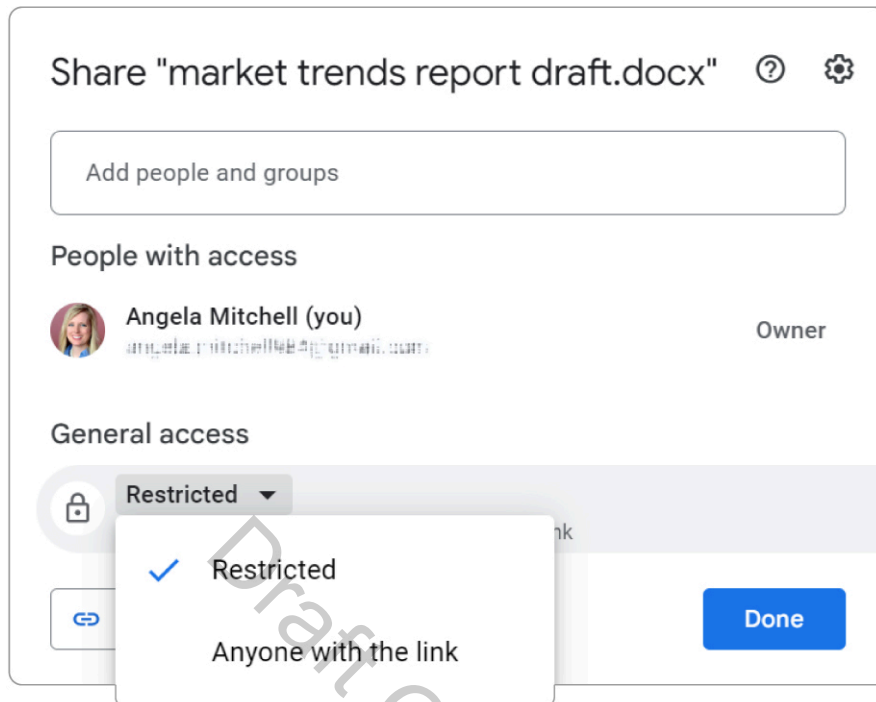 Share "market trends report draft.docx"
Add people and groups
People with access
Angela Mitchell (you)
Owner
General access
Restricted
nk
Restricted
Done
Anyone with the link
Draft